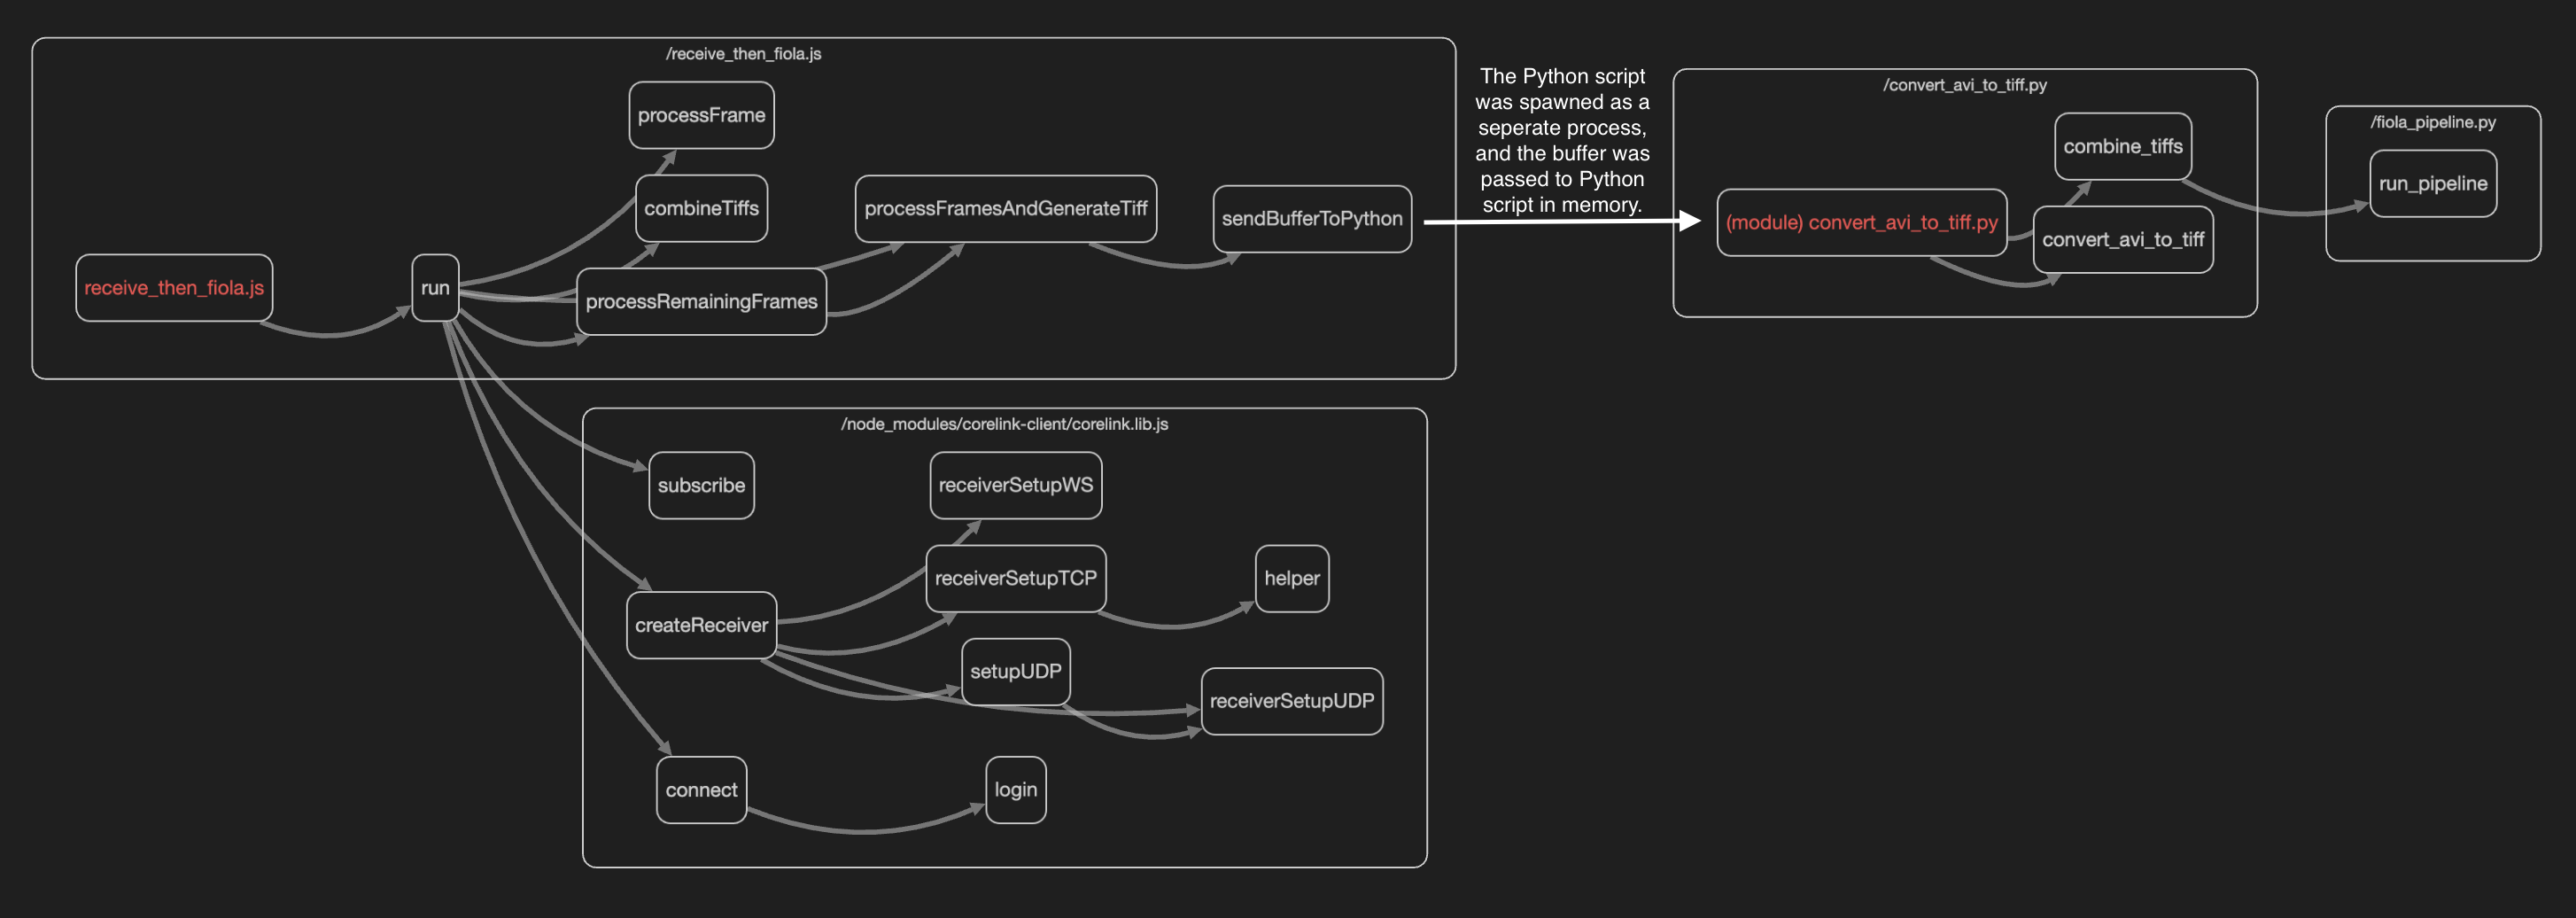 /receive_then_fiola.js
processFrame
combineTiffs
processFramesAndGenerateTiff
sendBufferToPython
receive_then_fiola.js
run
processRemainingFrames
The Python script
was spawned as a
seperate process,
and the buffer was
passed to Python
script in memory.
/convert_avi_to_tiff.py
combine_tiffs
(module) convert_avi_to_tiff.py
convert_avi_to_tiff
/fiola_pipeline.py
run_pipeline
/node_modules/corelink-client/corelink.lib.js
subscribe
receiverSetupWS
receiverSetupTCP
helper
createReceiver
setupUDP
receiverSetupUDP
connect
login